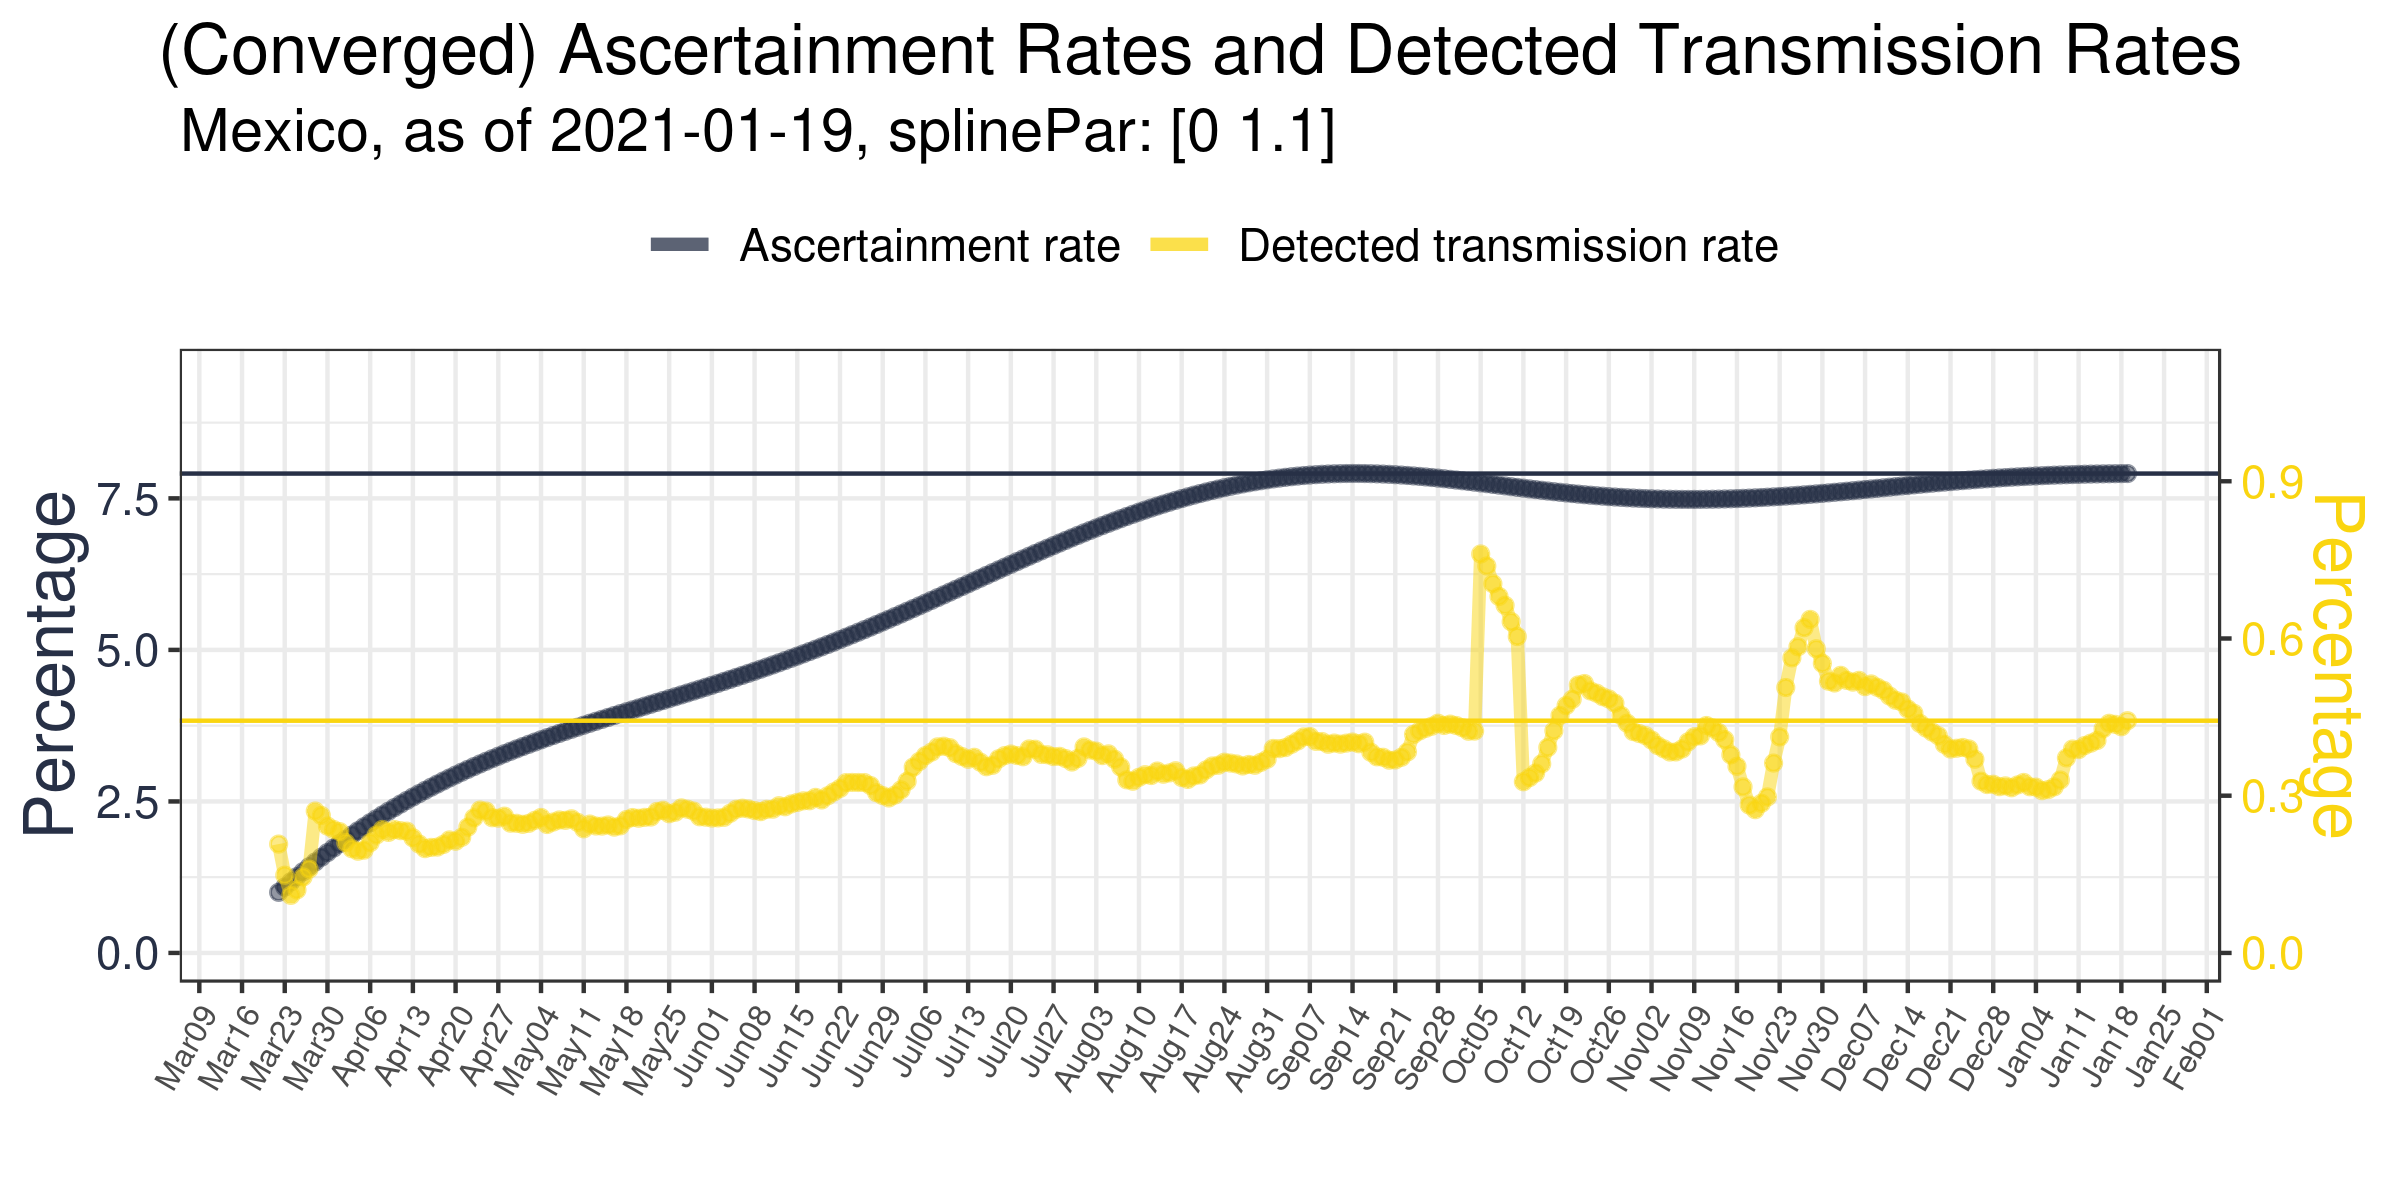 (Converged) Ascertainment Rates and Detected Transmission Rates
Mexico, as of 2021-01-19, splinePar: [0 1.1]
Ascertainment rate Detected transmission rate
Percentage
7.5
5.0
2.5
0.0
0.9
0.6
0.3
0.0
Percentage
Mar09 Mar16 Mar23 Mar30 Apr06 Apr13 Apr20 Apr27 May04 May11 May18 May25 Jun01 Jun08 Jun15 Jun22 Jun29 Jul06 Jul13 Jul20 Jul27 Aug03 Aug10 Aug17 Aug24 Aug31 Sep07 Sep14 Sep21 Sep28 Oct05 Oct12 Oct19 Oct26 Nov02 Nov09 Nov16 Nov23 Nov30 Dec07 Dec14 Dec21 Dec28 Jan04 Jan11 Jan18 Jan25 Feb01